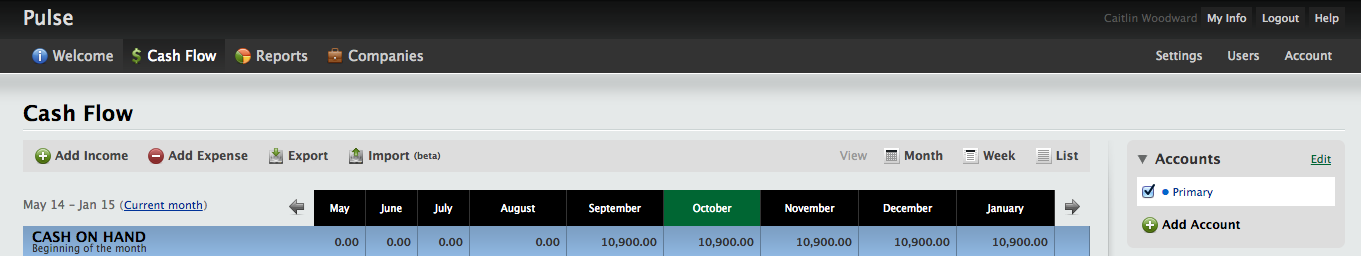 Pulse
Caitlin Woodward My Info Logout Help
Welcome Cash Flow Reports Companies Settings Users Account
Cash Flow
Add Income Add Expense Export Import (beta) View Month Week List
Accounts Edit
Primary
Add Account
May 14 – Jan 15 (Current month)
May June July August September October November December January
CASH ON HAND 0.00 0.00 0.00 0.00 10,900.00 10,900.00 10,900.00 10,900.00 10,900.00
Beginning of the month